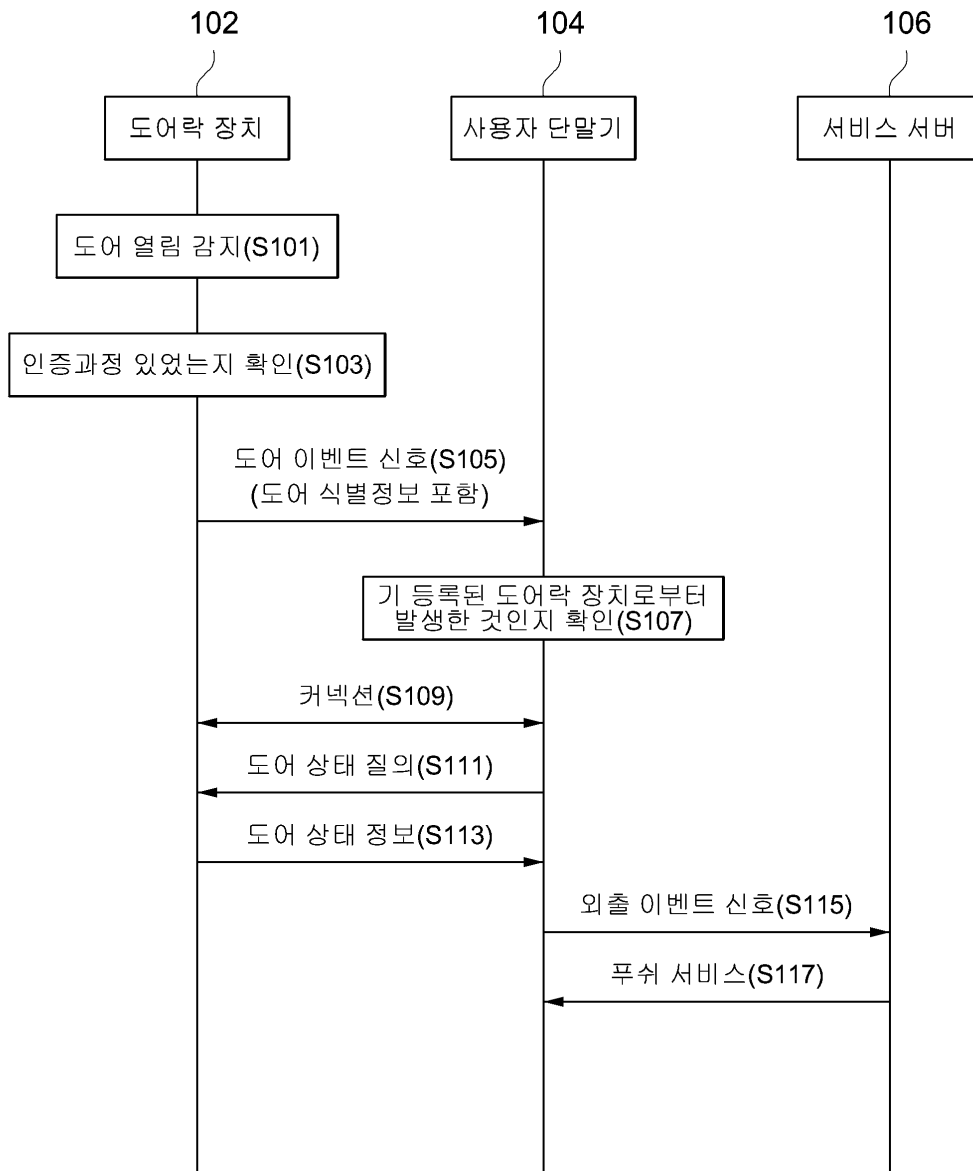 102
104
106
도어락 장치
사용자 단말기
서비스 서버
도어 열림 감지(S101)
인증과정 있었는지 확인(S103)
도어 이벤트 신호(S105)
(도어 식별정보 포함)
기 등록된 도어락 장치로부터
발생한 것인지 확인(S107)
커넥션(S109)
도어 상태 질의(S111)
도어 상태 정보(S113)
외출 이벤트 신호(S115)
푸쉬 서비스(S117)